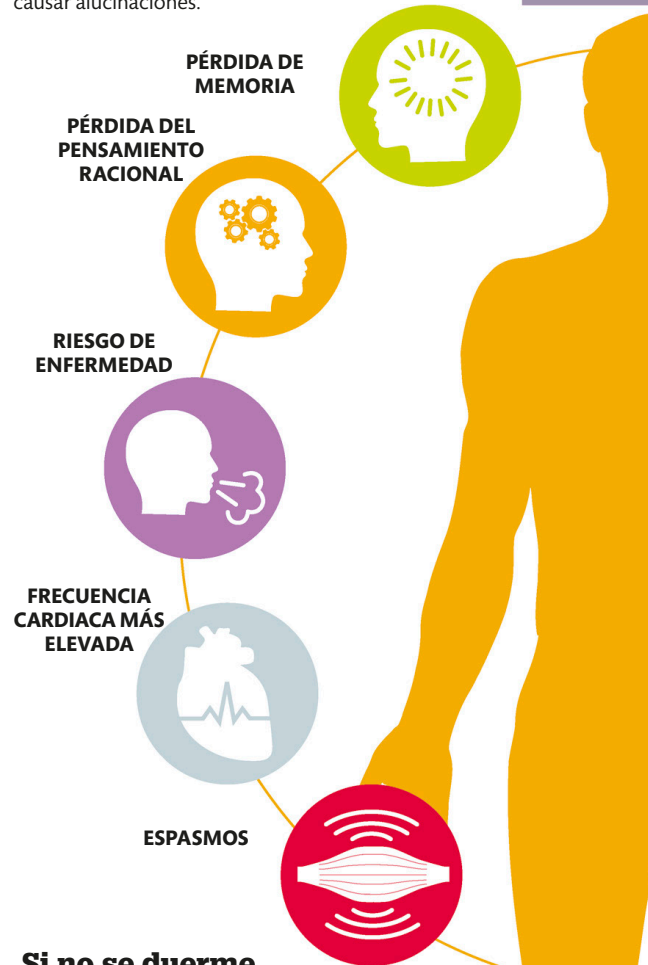 causar alucinaciones.
PÉRDIDA DE
MEMORIA
PÉRDIDA DEL
PENSAMIENTO
RACIONAL
RIESGO DE
ENFERMEDAD
FRECUENCIA
CARDIACA MÁS
ELEVADA
ESPASMOS
Si no se duerme